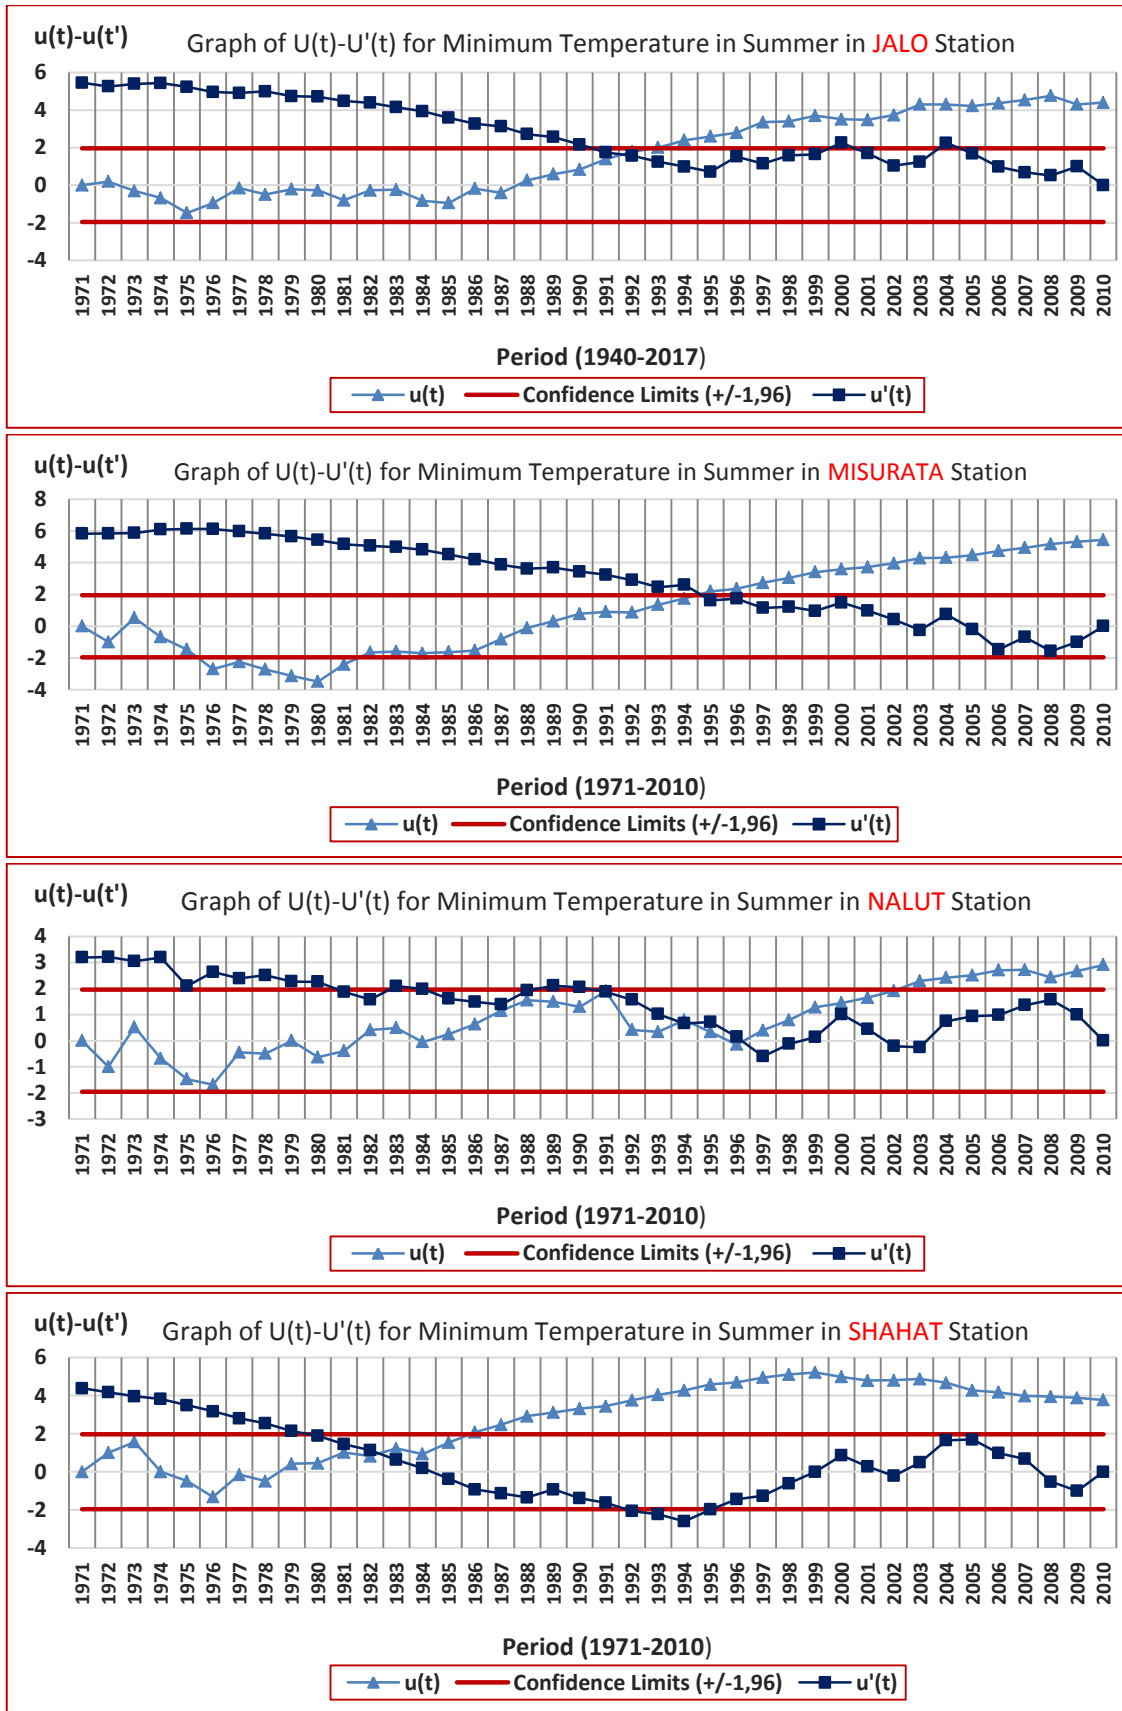 u(t)-u(t')
Graph of U(t)-U'(t) for Minimum Temperature in Summer in JALO Station
6
4
2
0
-2
-4
1971 1972 1973 1974 1975 1976 1977 1978 1979 1980 1981 1982 1983 1984 1985 1986 1987 1988 1989 1990 1991 1992 1993 1994 1995 1996 1997 1998 1999 2000 2001 2002 2003 2004 2005 2006 2007 2008 2009 2010
Period (1940-2017)
u(t) Confidence Limits (+/-1,96) u'(t)
u(t)-u(t')
Graph of U(t)-U'(t) for Minimum Temperature in Summer in MISURATA Station
8
6
4
2
0
-2
-4
1971 1972 1973 1974 1975 1976 1977 1978 1979 1980 1981 1982 1983 1984 1985 1986 1987 1988 1989 1990 1991 1992 1993 1994 1995 1996 1997 1998 1999 2000 2001 2002 2003 2004 2005 2006 2007 2008 2009 2010
Period (1971-2010)
u(t) Confidence Limits (+/-1,96) u'(t)
u(t)-u(t')
Graph of U(t)-U'(t) for Minimum Temperature in Summer in NALUT Station
4
3
2
1
0
-1
-2
-3
1971 1972 1973 1974 1975 1976 1977 1978 1979 1980 1981 1982 1983 1984 1985 1986 1987 1988 1989 1990 1991 1992 1993 1994 1995 1996 1997 1998 1999 2000 2001 2002 2003 2004 2005 2006 2007 2008 2009 2010
Period (1971-2010)
u(t) Confidence Limits (+/-1,96) u'(t)
u(t)-u(t')
Graph of U(t)-U'(t) for Minimum Temperature in Summer in SHAHAT Station
6
4
2
0
-2
-4
1971 1972 1973 1974 1975 1976 1977 1978 1979 1980 1981 1982 1983 1984 1985 1986 1987 1988 1989 1990 1991 1992 1993 1994 1995 1996 1997 1998 1999 2000 2001 2002 2003 2004 2005 2006 2007 2008 2009 2010
Period (1971-2010)
u(t) Confidence Limits (+/-1,96) u'(t)